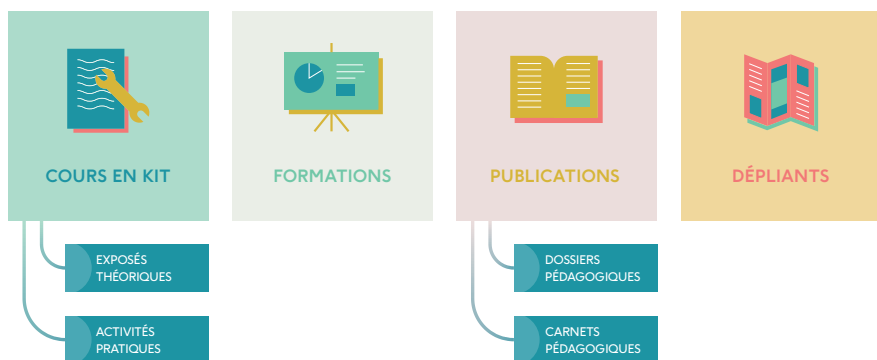 COURS EN KIT
FORMATIONS
PUBLICATIONS
DÉPLIANTS
EXPOSÉS
THÉORIQUES
ACTIVITÉS
PRATIQUES
DOSSIERS
PÉDAGOGIQUES
CARNETS
PÉDAGOGIQUES